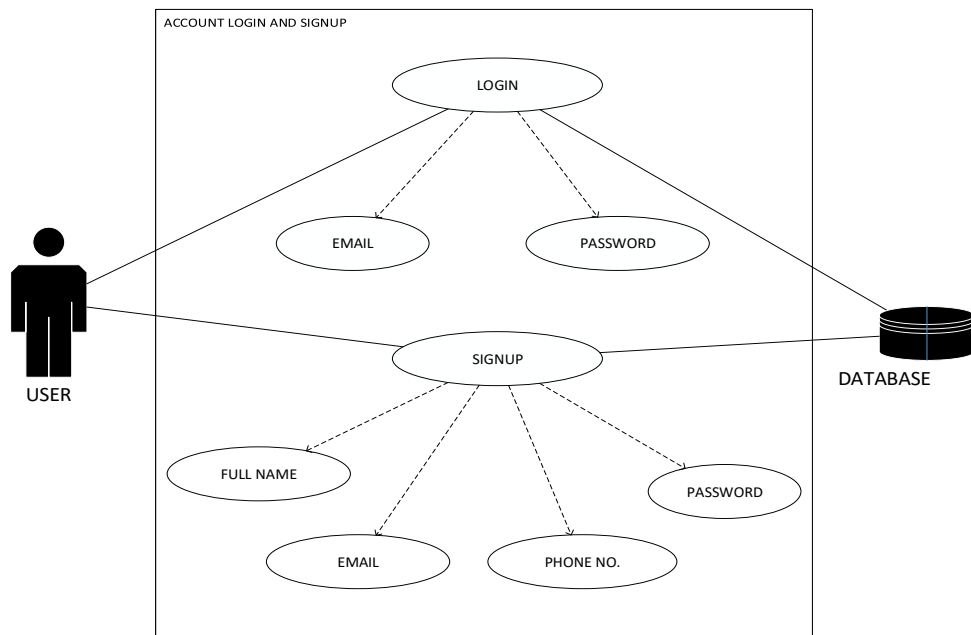 ACCOUNT LOGIN AND SIGNUP
LOGIN
EMAIL
PASSWORD
USER
SIGNUP
DATABASE
FULL NAME
PASSWORD
EMAIL
PHONE NO.